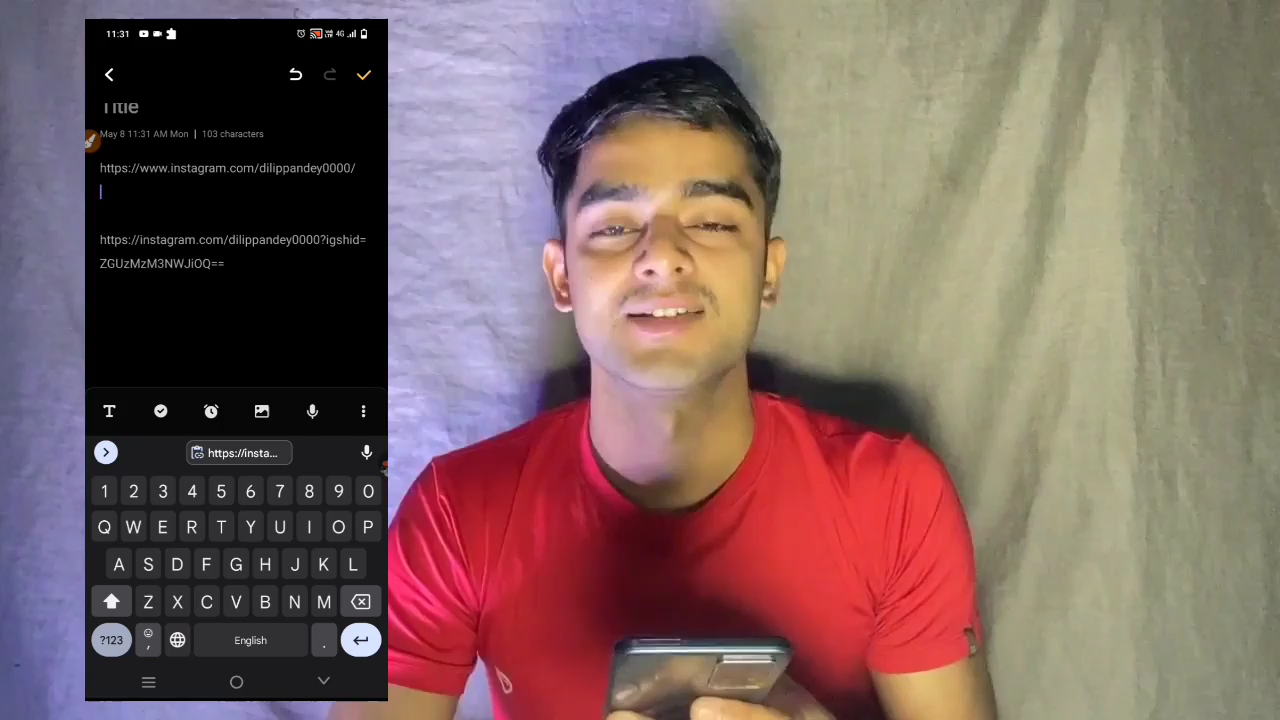 11:31
4G
Title
May 8 11:31 AM Mon | 103 characters
https://www.instagram.com/dilippandey0000/
https://instagram.com/dilippandey0000?igshid=
ZGUzMzM3NWJiOQ==
T
https://insta...
1 2 3 4 5 6 7 8 9 0
Q W E R T Y U I O P
A S D F G H J K L
Z X C V B N M
?123 , English .